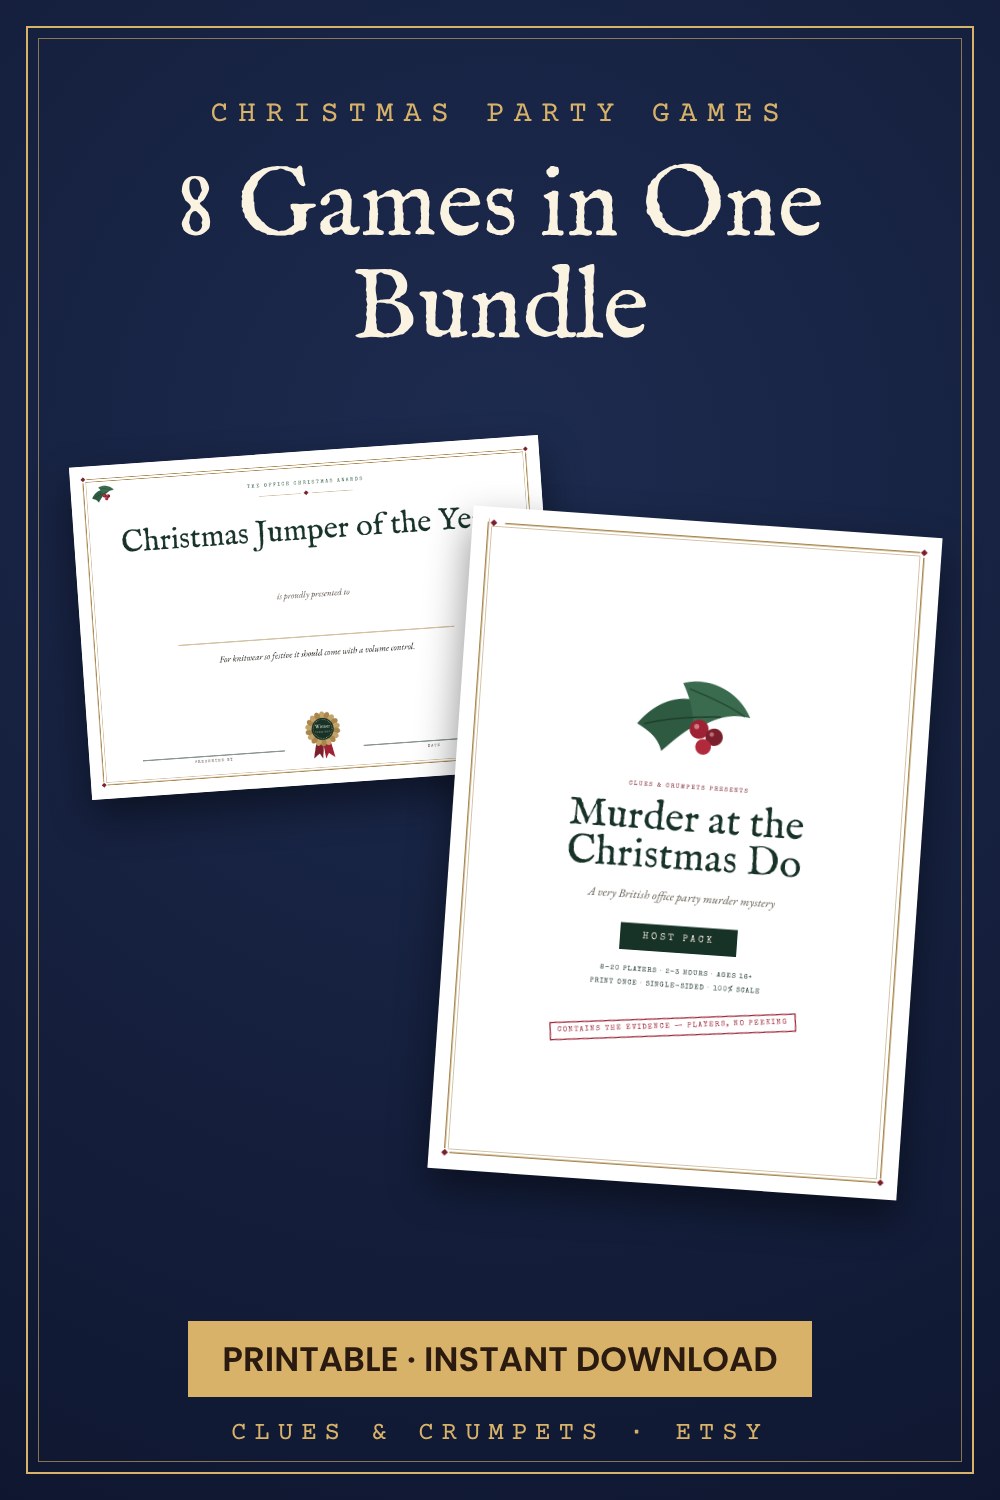 CHRISTMAS PARTY GAMES
8 Games in One
Bundle
THE OFFICE CHRISTMAS AWARDS
Christmas Jumper of the Ye
is proudly presented to
For knitwear so festive it should come with a volume control.
Winner
PRESENTED BY
DATE
CLUES & CRUMPETS PRESENTS
Murder at the
Christmas Do
A very British office party murder mystery
HOST PACK
8–20 PLAYERS · 2–3 HOURS · AGES 16+
PRINT ONCE · SINGLE-SIDED · 100% SCALE
CONTAINS THE EVIDENCE — PLAYERS, NO PEEKING
PRINTABLE · INSTANT DOWNLOAD
CLUES & CRUMPETS · ETSY